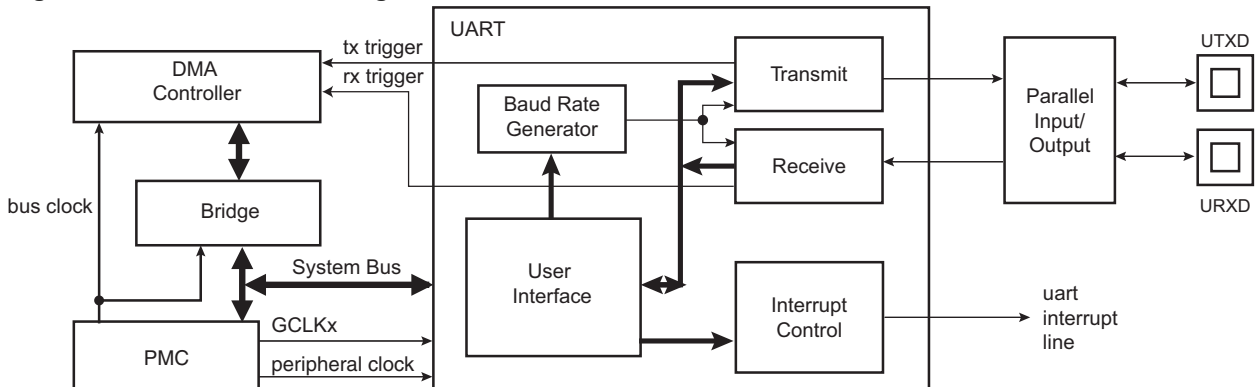 UART
tx trigger
rx trigger
DMA
Controller
Baud Rate
Generator
Transmit
Receive
Parallel
Input/
Output
UTXD
URXD
bus clock
Bridge
System Bus
User
Interface
Interrupt
Control
uart
interrupt
line
PMC
GCLKx
peripheral clock